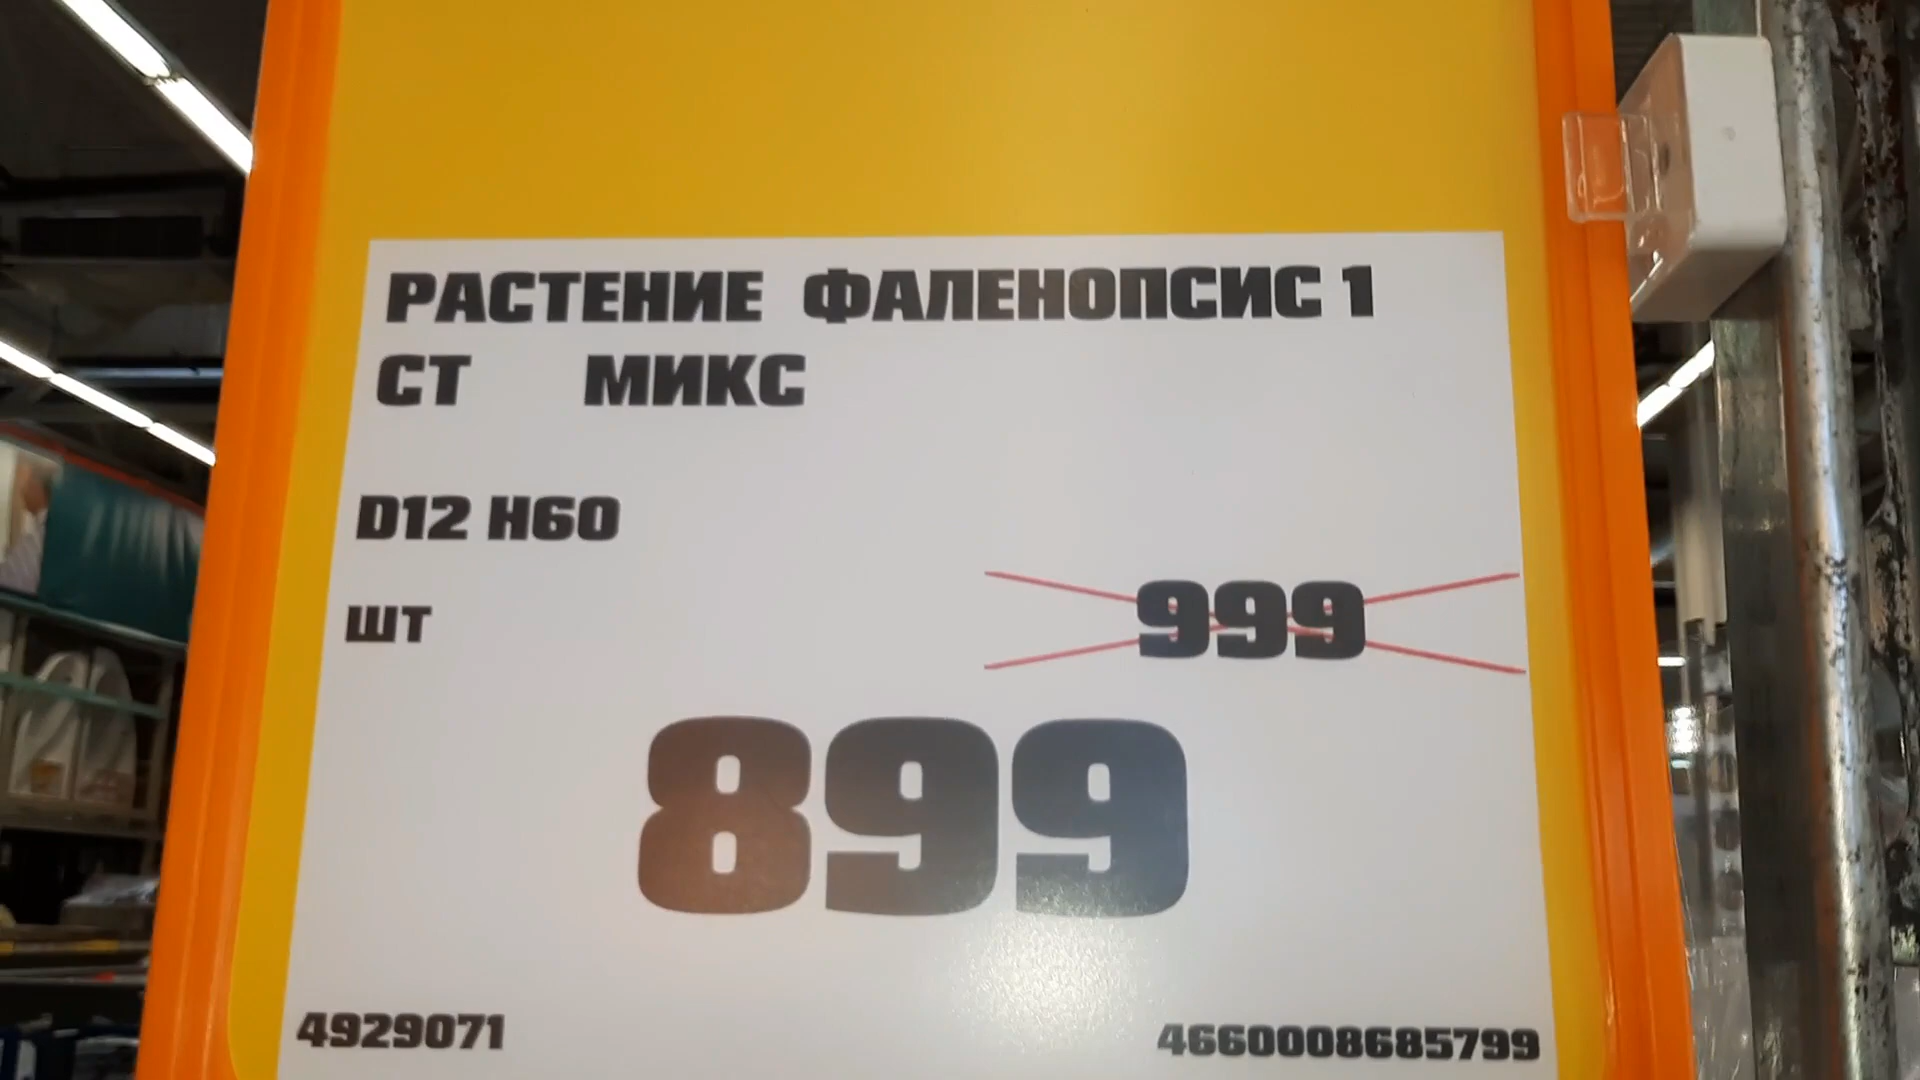 РАСТЕНИЕ ФАЛЕНОПСИС 1
СТ МИКС
D12 H60
ШТ
999
899
4929071 4660008685799